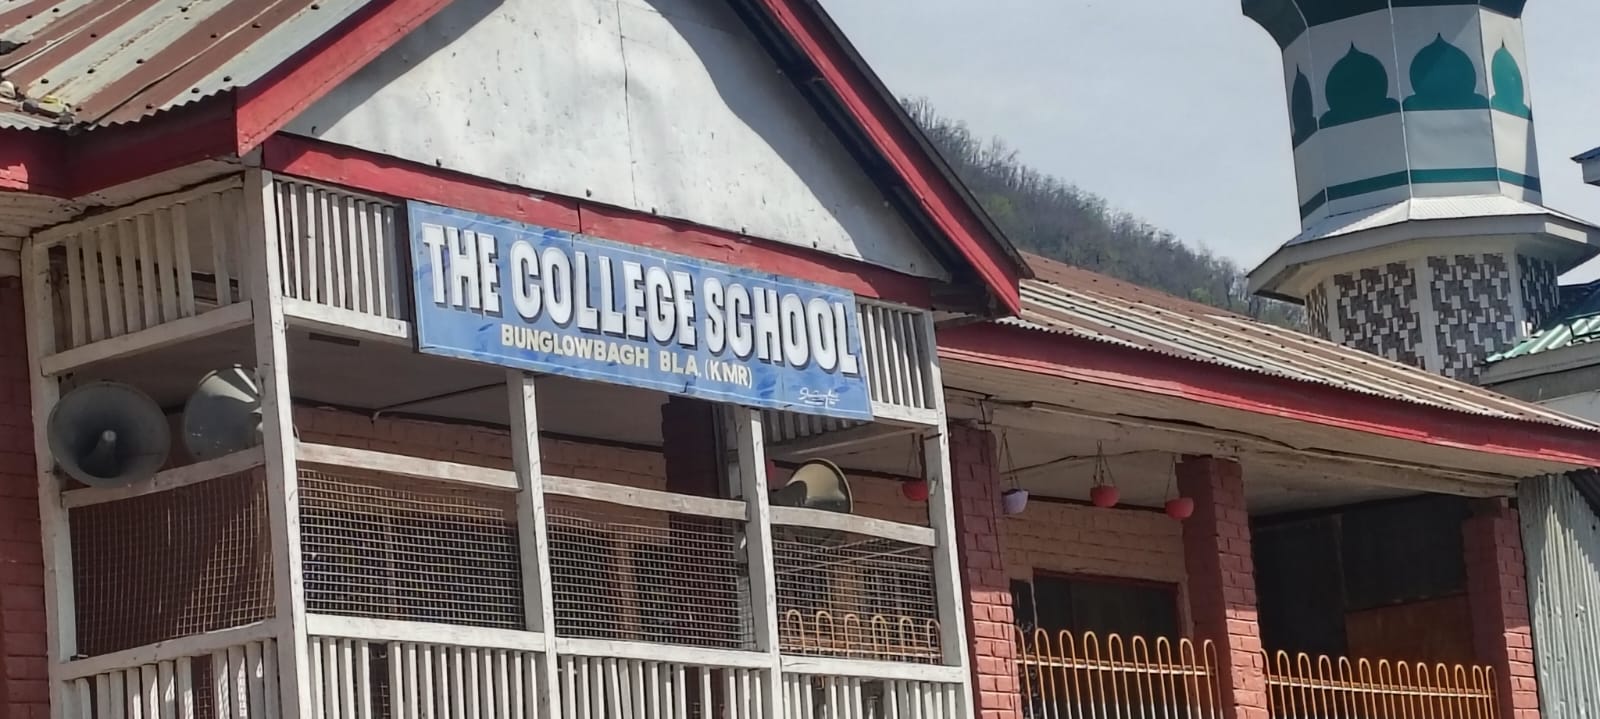 THE COLLEGE SCHOOL
BUNGLOWBAGH BLA. (KMR)